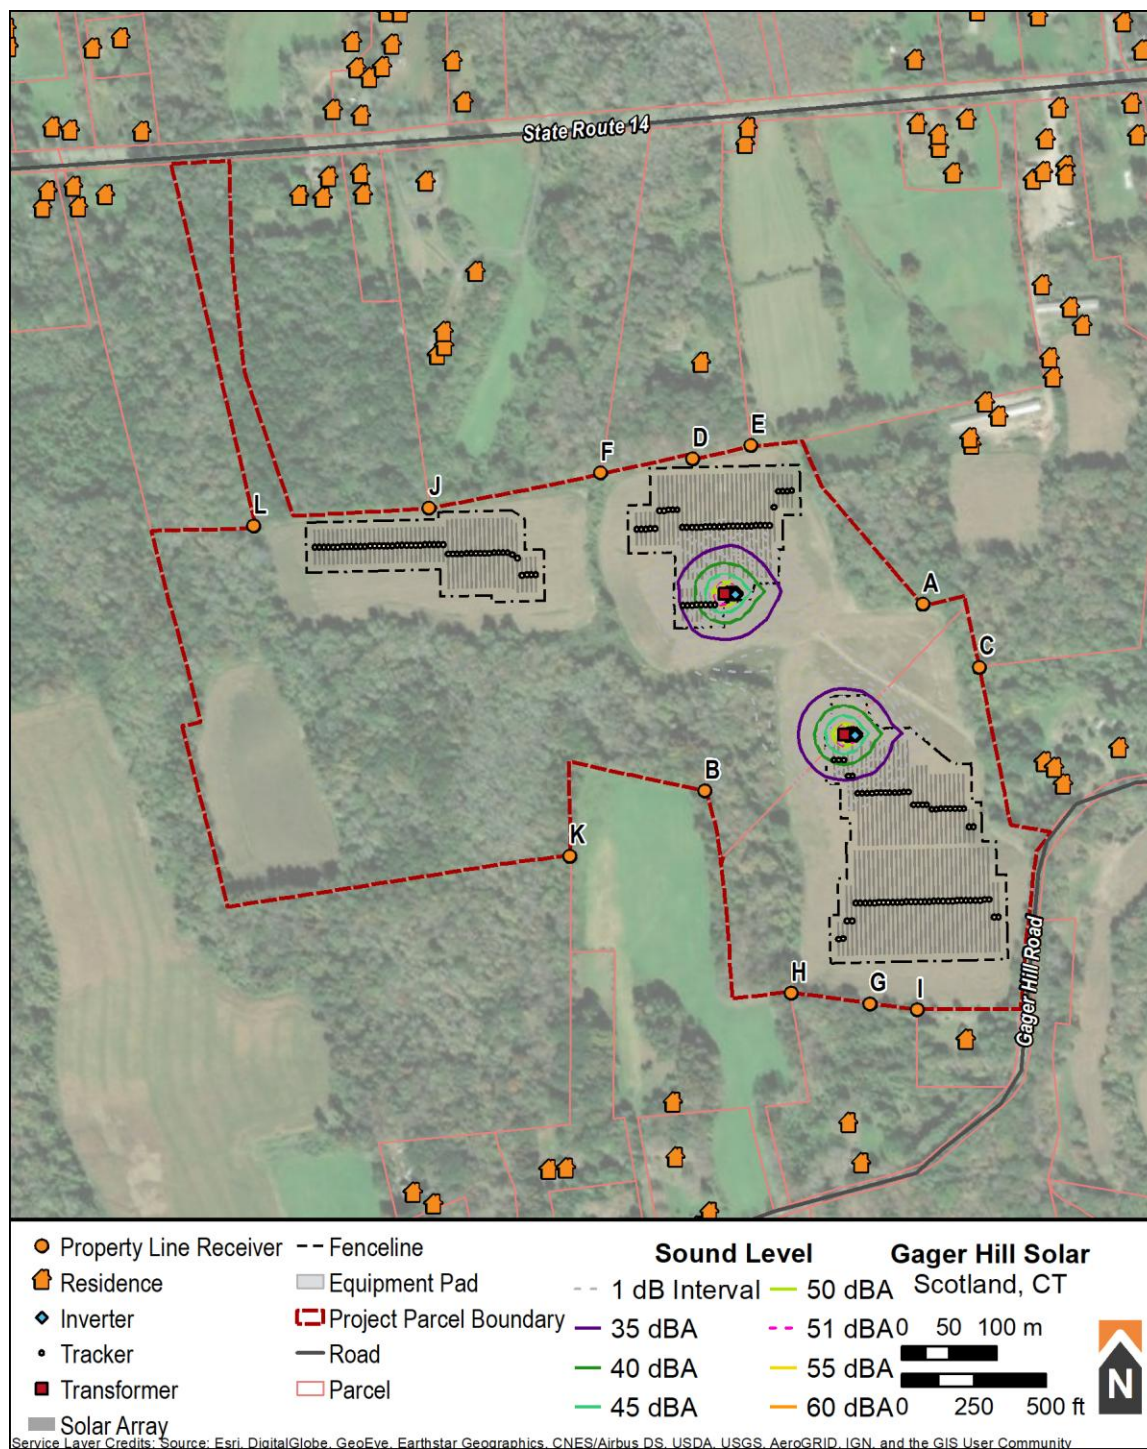 State Route 14
E
D
F
J
L
A
C
B
K
H
G
I
Gager Hill Road
Property Line Receiver
Residence
Inverter
Tracker
Transformer
Solar Array
Fenceline
Equipment Pad
Project Parcel Boundary
Road
Parcel
Sound Level
1 dB Interval
35 dBA
40 dBA
45 dBA
50 dBA
51 dBA
55 dBA
60 dBA
Gager Hill Solar
Scotland, CT
0 50 100 m
0 250 500 ft
N
Service Layer Credits: Source: Esri, DigitalGlobe, GeoEye, Earthstar Geographics, CNES/Airbus DS, USDA, USGS, AeroGRID, IGN, and the GIS User Community